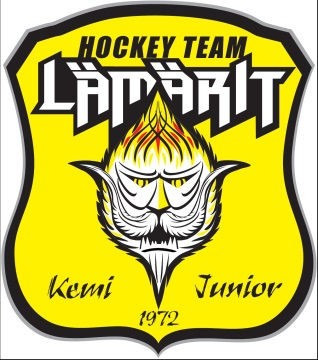 HOCKEY TEAM
LÄMÄRIT
Kemi Junior
1972